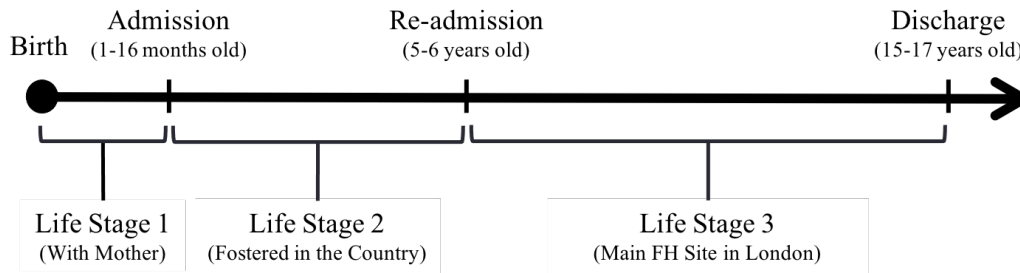 Birth
Admission
(1-16 months old)
Re-admission
(5-6 years old)
Discharge
(15-17 years old)
Life Stage 1
(With Mother)
Life Stage 2
(Fostered in the Country)
Life Stage 3
(Main FH Site in London)